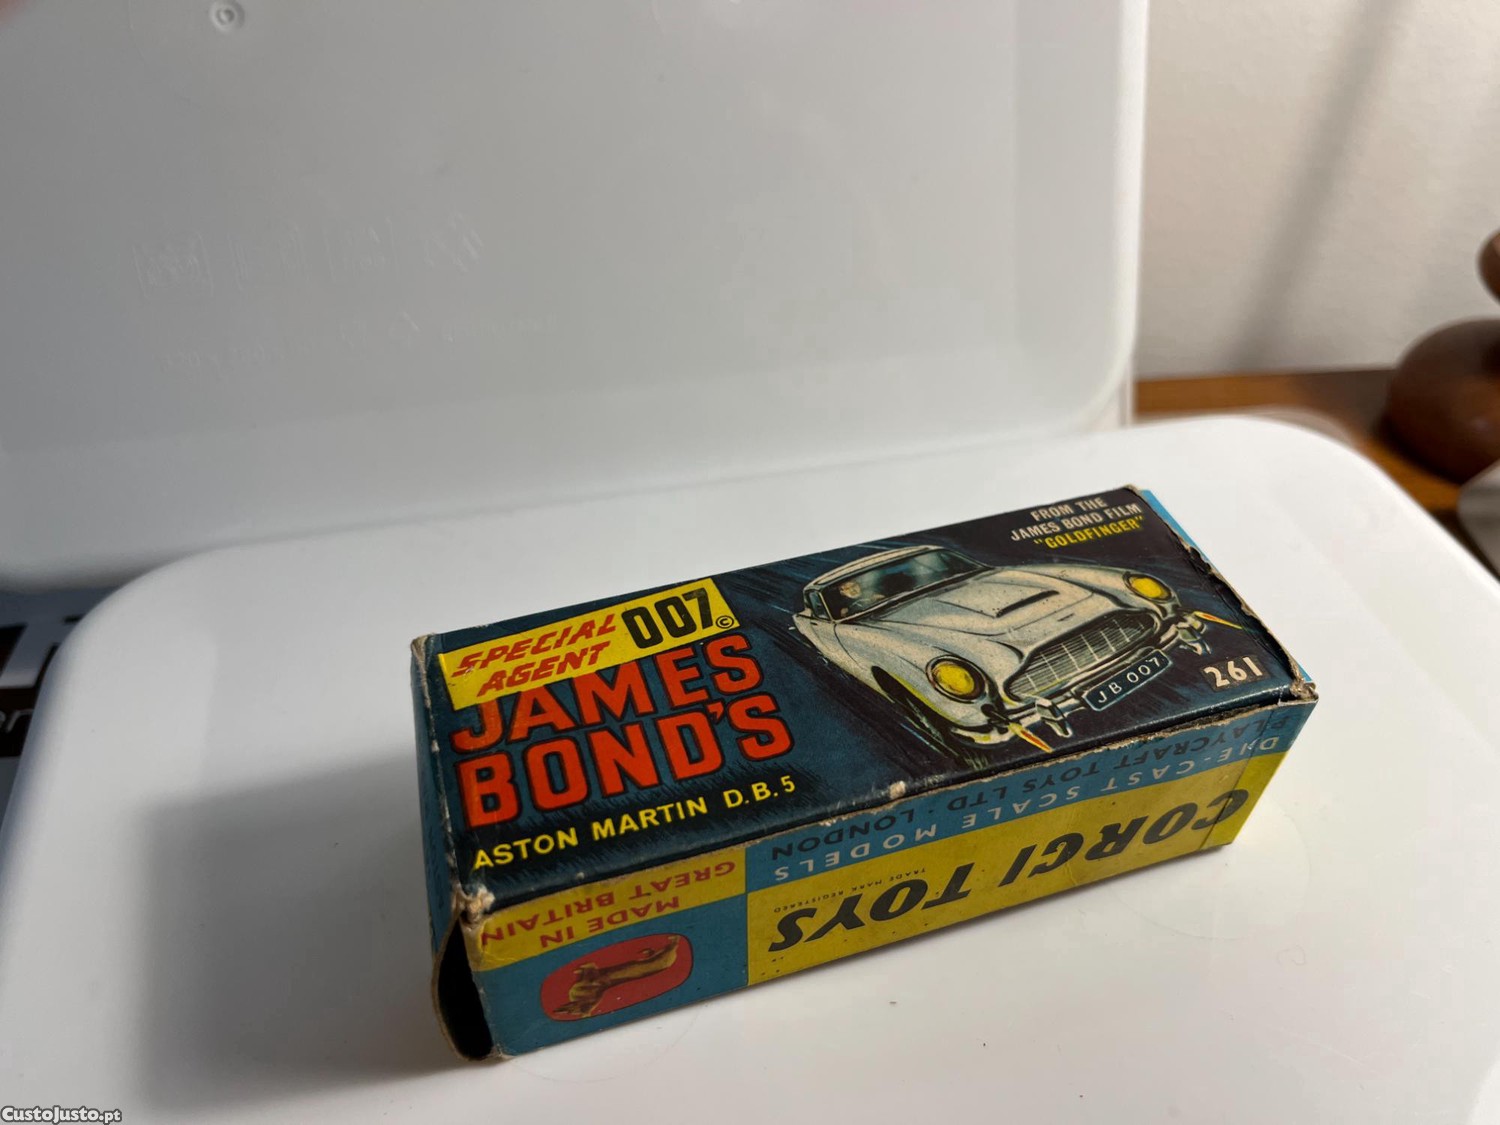 FROM THE
JAMES BOND FILM
"GOLDFINGER"
SPECIAL
AGENT
007 ©
JAMES
BOND'S
ASTON MARTIN D.B.5
JB 007
261
PLAYCRAFT TOYS LTD · LONDON
DIE-CAST SCALE MODELS
CORGI TOYS
TRADE MARK REGISTERED
MADE IN
GREAT BRITAIN
CustoJusto.pt